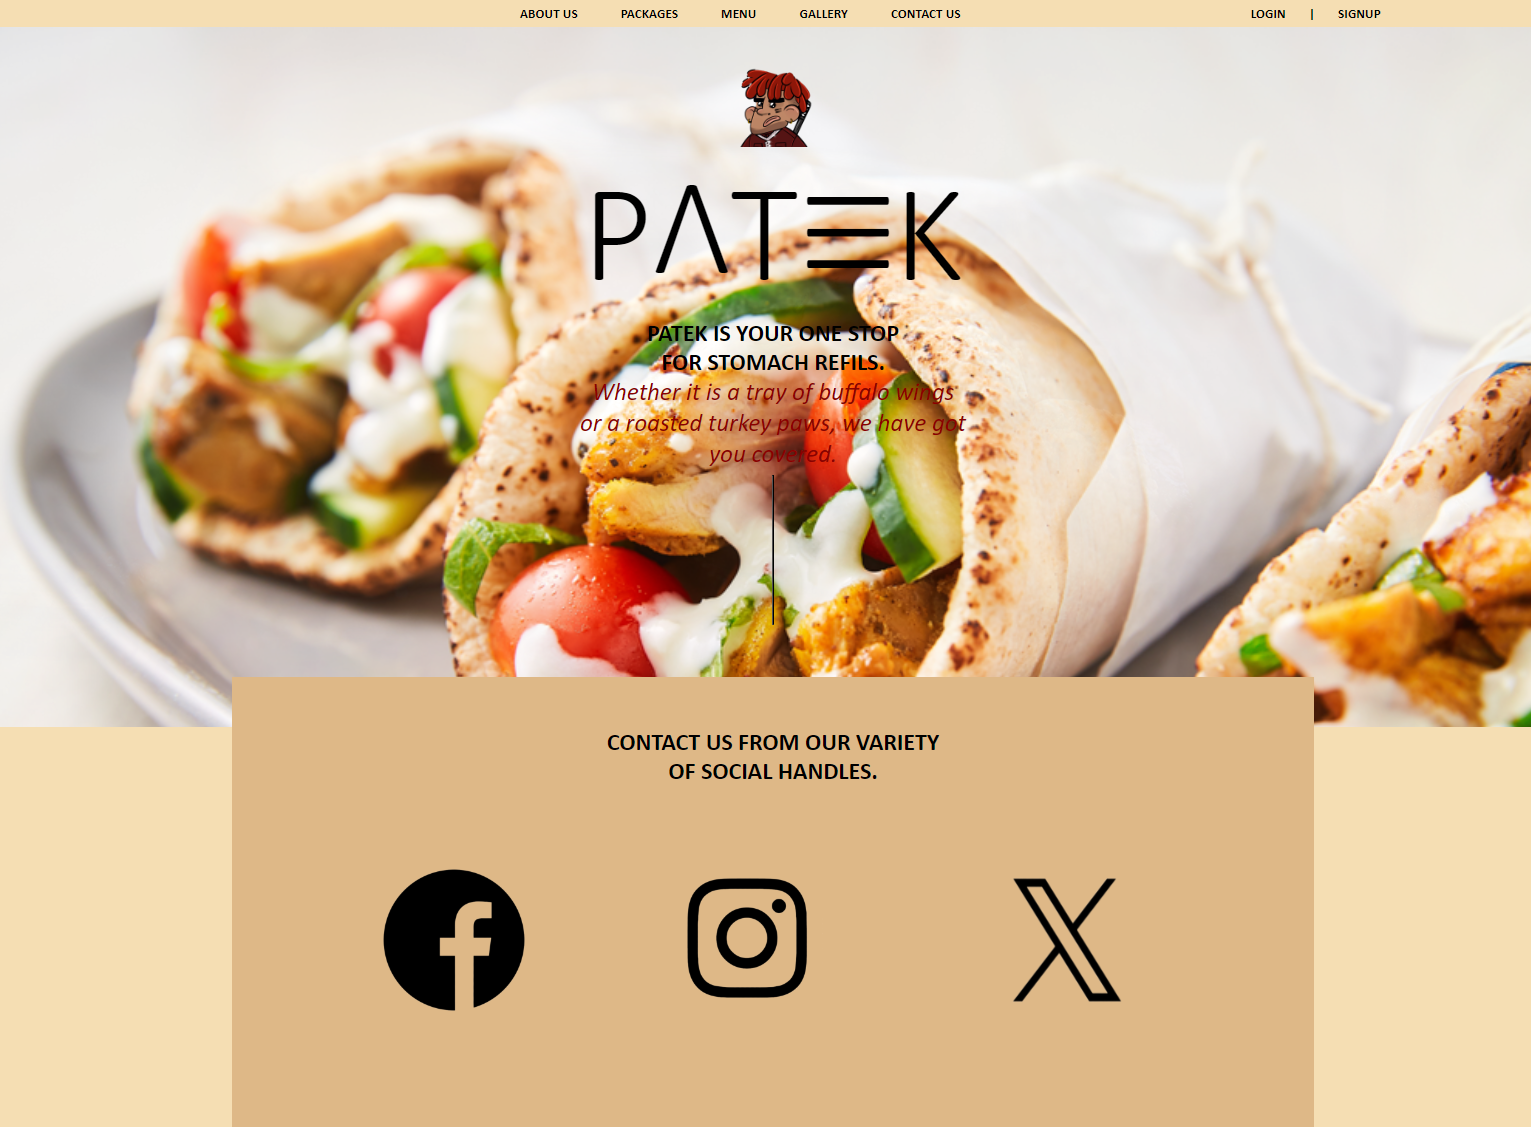 ABOUT US PACKAGES MENU GALLERY CONTACT US LOGIN | SIGNUP
PATEK
PATEK IS YOUR ONE STOP
FOR STOMACH REFILS.
Whether it is a tray of buffalo wings
or a roasted turkey paws, we have got
you covered.
CONTACT US FROM OUR VARIETY
OF SOCIAL HANDLES.